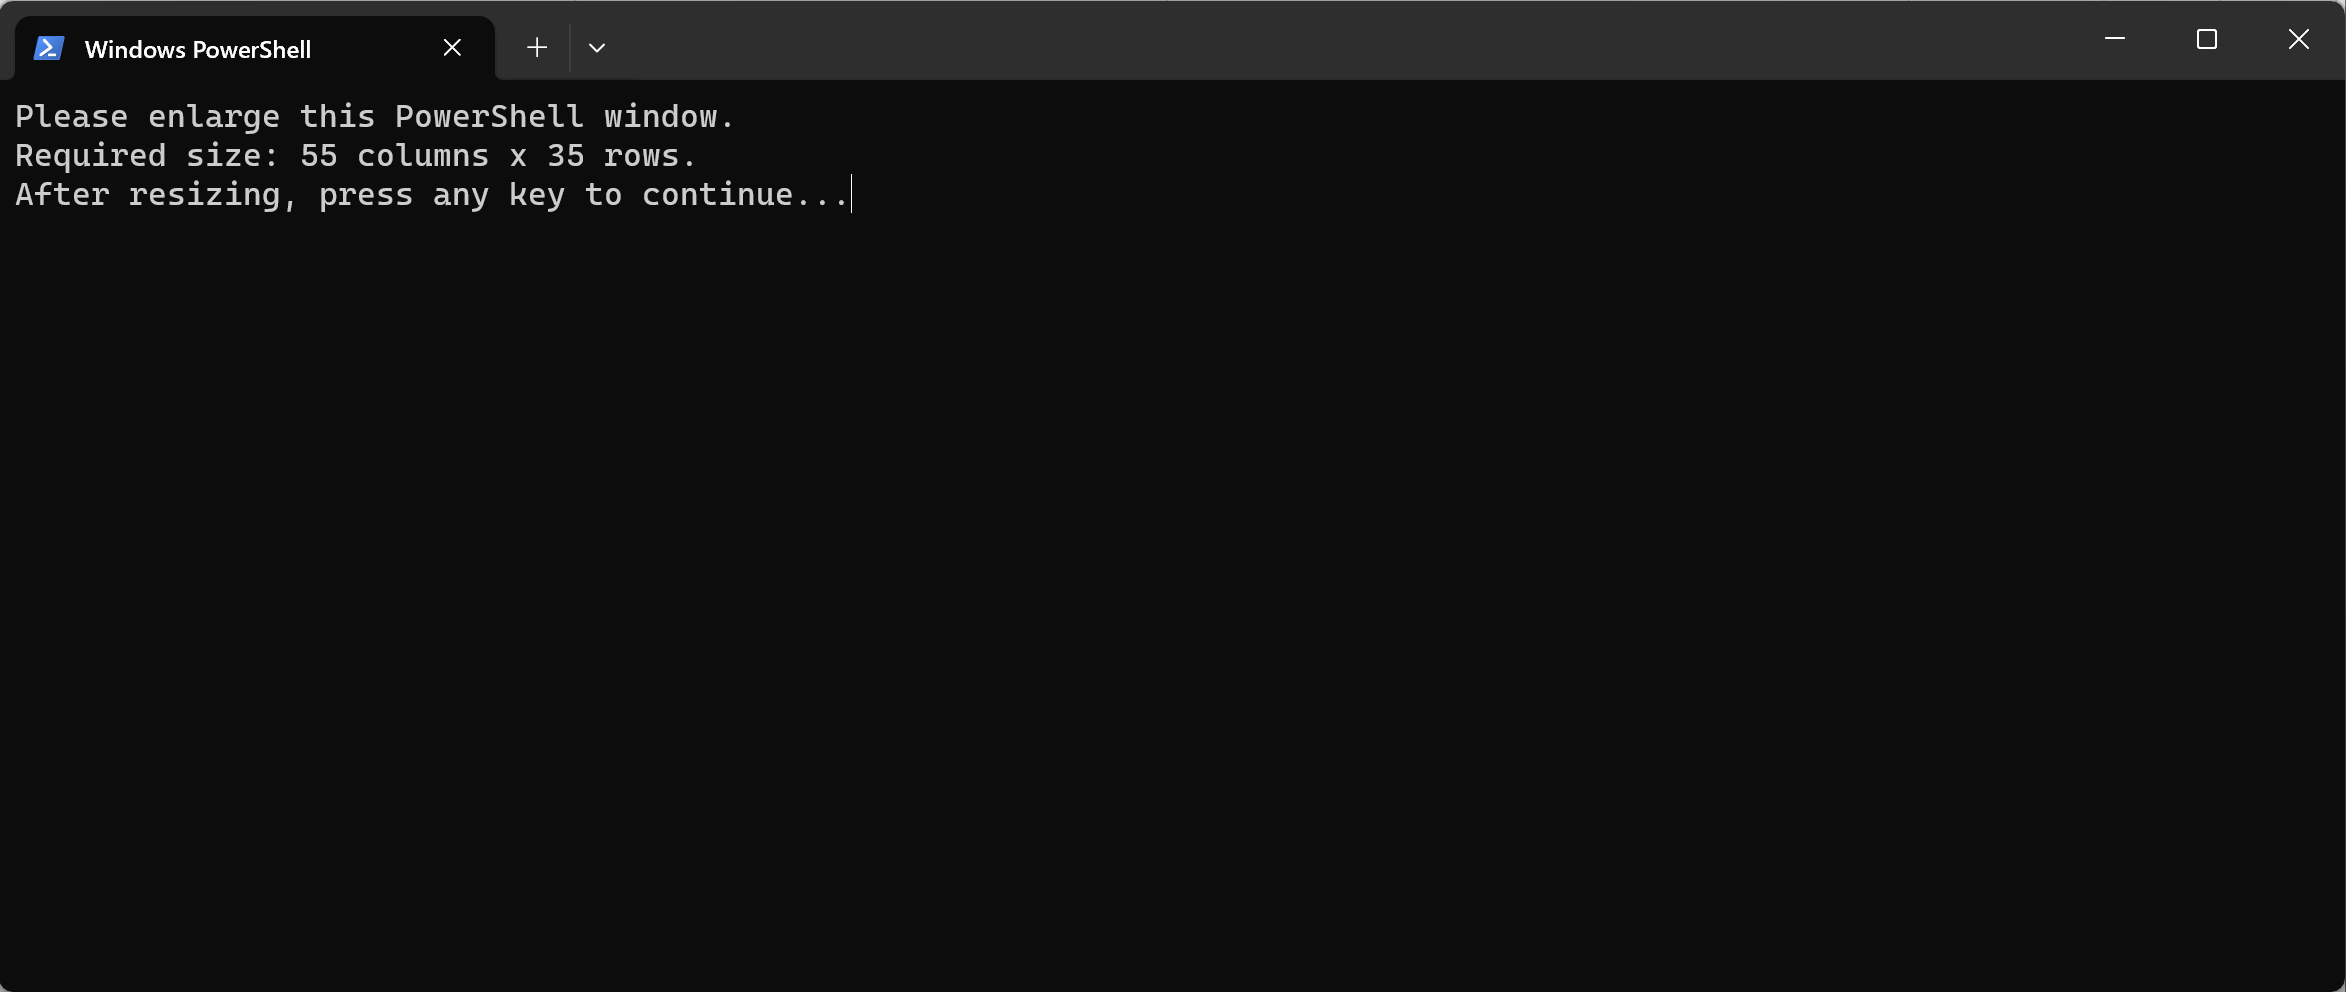 Windows PowerShell
Please enlarge this PowerShell window.
Required size: 55 columns x 35 rows.
After resizing, press any key to continue...